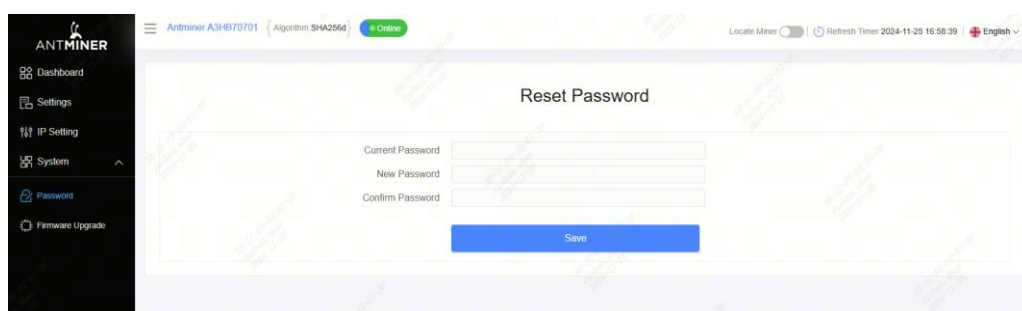 ANTMINER
Antminer A3HB70701 Algorithm SHA256d Online
Locate Miner Refresh Timer 2024-11-25 16:58:39 English
Dashboard
Settings
IP Setting
System
Password
Firmware Upgrade
Reset Password
Current Password
New Password
Confirm Password
Save